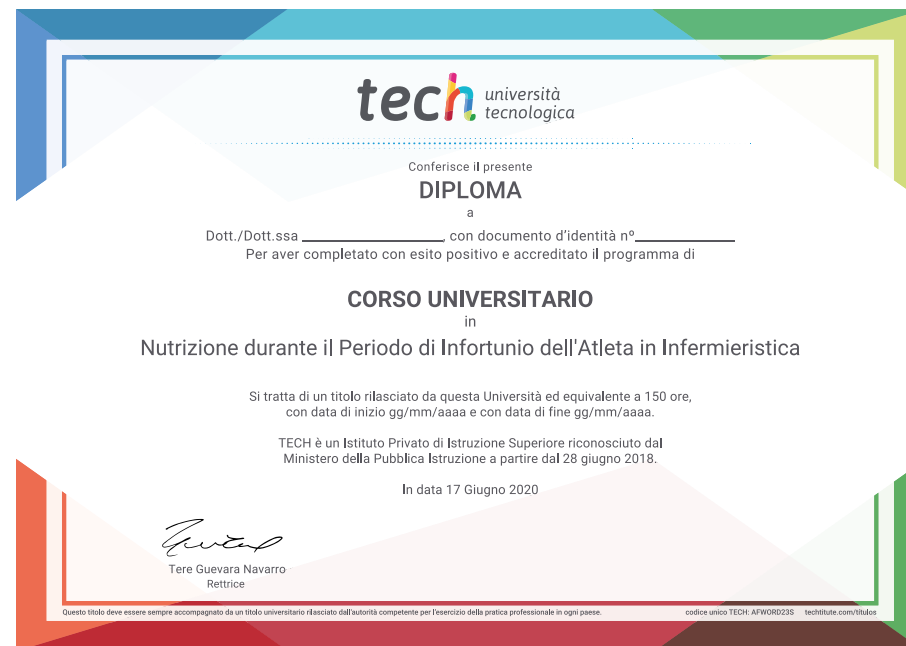 tech università
tecnologica
Conferisce il presente
DIPLOMA
a
Dott./Dott.ssa ________________, con documento d'identità nº____________
Per aver completato con esito positivo e accreditato il programma di
CORSO UNIVERSITARIO
in
Nutrizione durante il Periodo di Infortunio dell'Atleta in Infermieristica
Si tratta di un titolo rilasciato da questa Università ed equivalente a 150 ore,
con data di inizio gg/mm/aaaa e con data di fine gg/mm/aaaa.
TECH è un Istituto Privato di Istruzione Superiore riconosciuto dal
Ministero della Pubblica Istruzione a partire dal 28 giugno 2018.
In data 17 Giugno 2020
Tere Guevara Navarro
Rettrice
Questo titolo deve essere sempre accompagnato da un titolo universitario rilasciato dall'autorità competente per l'esercizio della pratica professionale in ogni paese.
codice unico TECH: AFWORD23S techtitute.com/títulos